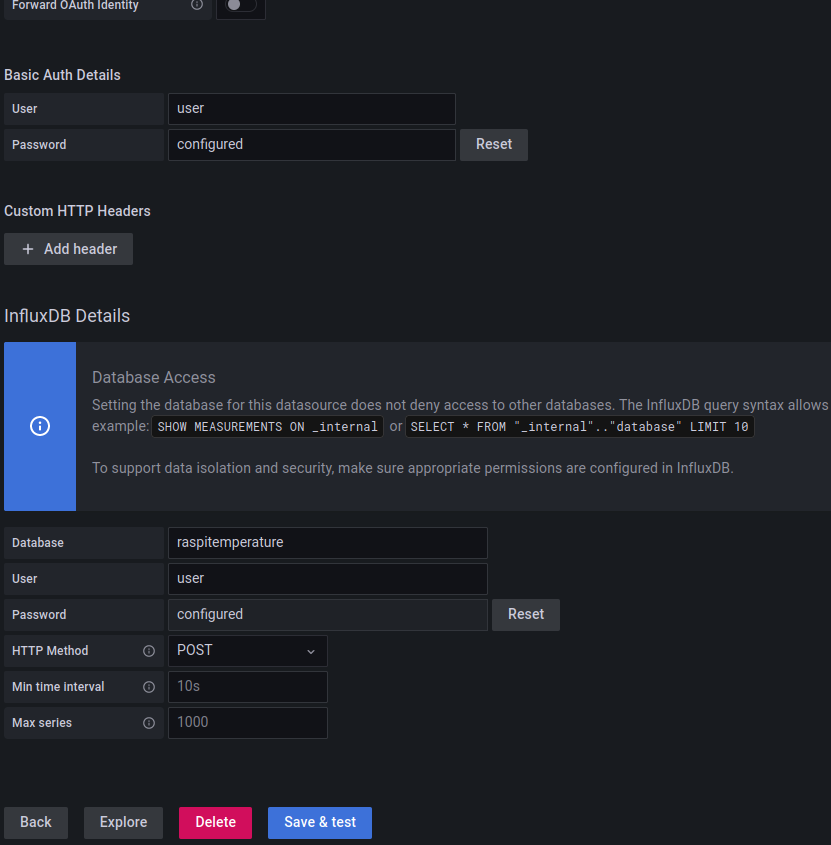 Forward OAuth Identity
Basic Auth Details
User user
Password configured Reset
Custom HTTP Headers
+ Add header
InfluxDB Details
Database Access
Setting the database for this datasource does not deny access to other databases. The InfluxDB query syntax allows
example: SHOW MEASUREMENTS ON _internal or SELECT * FROM "_internal".."database" LIMIT 10
To support data isolation and security, make sure appropriate permissions are configured in InfluxDB.
Database raspitemperature
User user
Password configured Reset
HTTP Method POST
Min time interval 10s
Max series 1000
Back Explore Delete Save & test